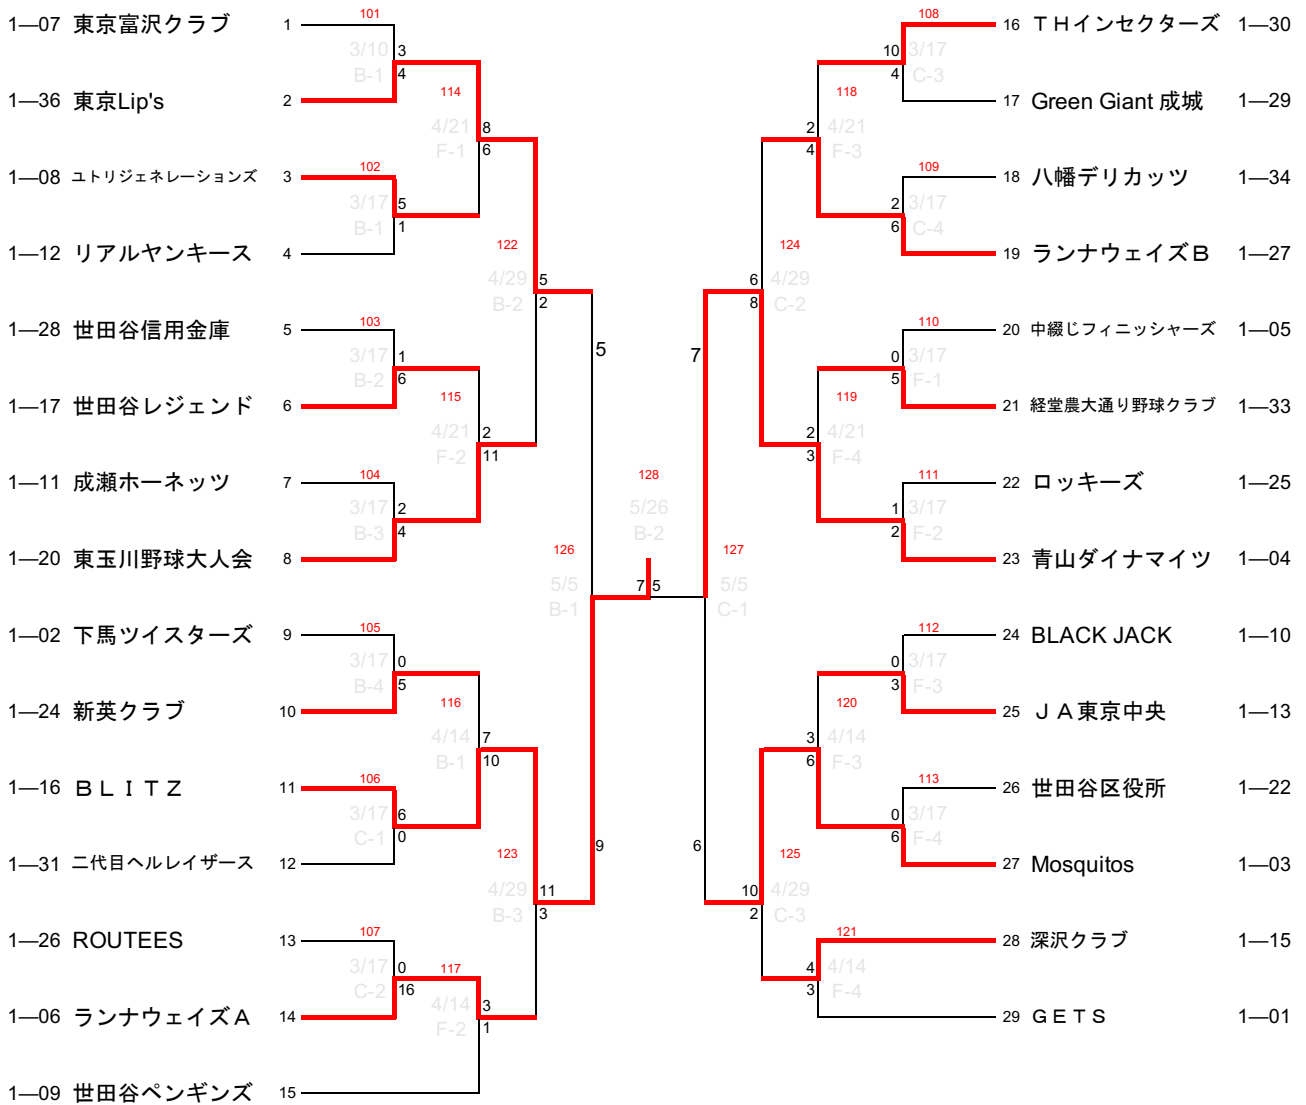 1—07 東京富沢クラブ 1
101
3/10 3
B-1 4
1—36 東京Lip's 2
114
4/21 8
F-1 6
1—08 ユトリジェネレーションズ 3
102
3/17 5
B-1 1
1—12 リアルヤンキース 4
122
4/29 5
B-2 2
1—28 世田谷信用金庫 5
103
3/17 1
B-2 6
1—17 世田谷レジェンド 6
115
4/21 2
F-2 11
1—11 成瀬ホーネッツ 7
104
3/17 2
B-3 4
1—20 東玉川野球大人会 8
5
126
5/5
B-1
9
1—02 下馬ツイスターズ 9
105
3/17 0
B-4 5
1—24 新英クラブ 10
116
4/14 7
B-1 10
1—16 ＢＬＩＴＺ 11
106
3/17 6
C-1 0
1—31 二代目ヘルレイザース 12
123
4/29 11
B-3 3
1—26 ROUTEES 13
107
3/17 0
C-2 16
1—06 ランナウェイズＡ 14
117
4/14 3
F-2 1
1—09 世田谷ペンギンズ 15
128
5/26
B-2
7 5
108
16 ＴＨインセクターズ 1—30
10 3/17
4 C-3
17 Green Giant 成城 1—29
118
2 4/21
4 F-3
109
18 八幡デリカッツ 1—34
2 3/17
6 C-4
19 ランナウェイズＢ 1—27
124
6 4/29
8 C-2
110
20 中綴じフィニッシャーズ 1—05
0 3/17
5 F-1
21 経堂農大通り野球クラブ 1—33
119
2 4/21
3 F-4
111
22 ロッキーズ 1—25
1 3/17
2 F-2
23 青山ダイナマイツ 1—04
7
127
5/5
C-1
6
112
24 BLACK JACK 1—10
0 3/17
3 F-3
25 ＪＡ東京中央 1—13
120
3 4/14
6 F-3
113
26 世田谷区役所 1—22
0 3/17
6 F-4
27 Mosquitos 1—03
125
10 4/29
2 C-3
121
28 深沢クラブ 1—15
4 4/14
3 F-4
29 ＧＥＴＳ 1—01